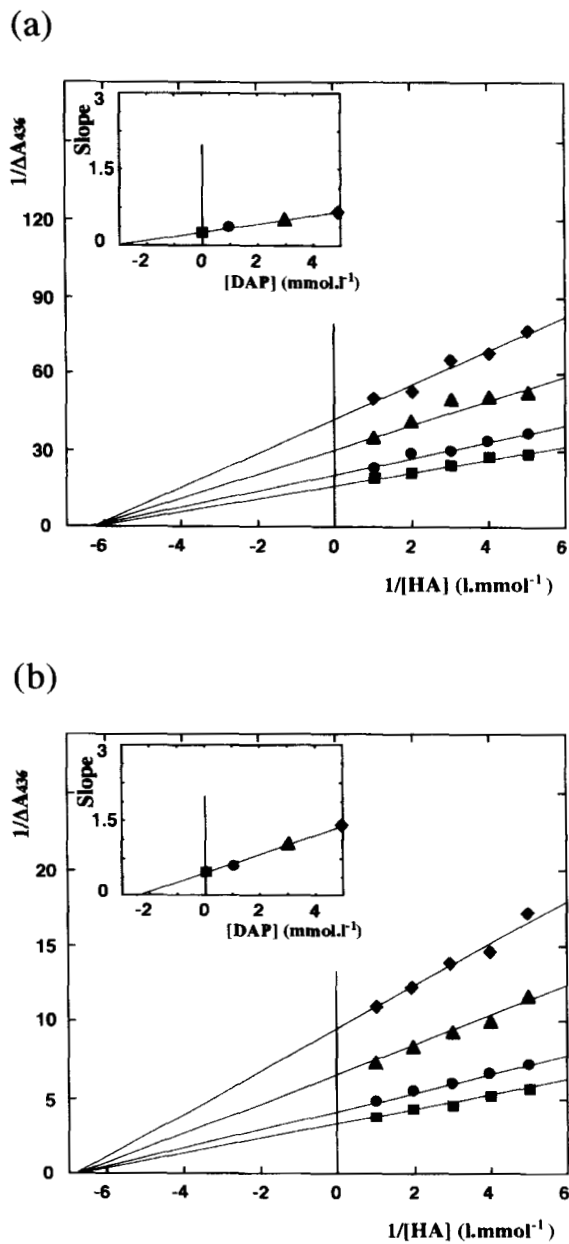 (a)
1/ΔA436
120
90
60
30
0
-6 -4 -2 0 2 4 6
1/[HA] (l.mmol-1)
Slope
3
1.5
0
-2 0 2 4
[DAP] (mmol.l-1)
(b)
1/ΔA436
20
15
10
5
0
-6 -4 -2 0 2 4 6
1/[HA] (l.mmol-1)
Slope
3
1.5
0
-2 0 2 4
[DAP] (mmol.l-1)